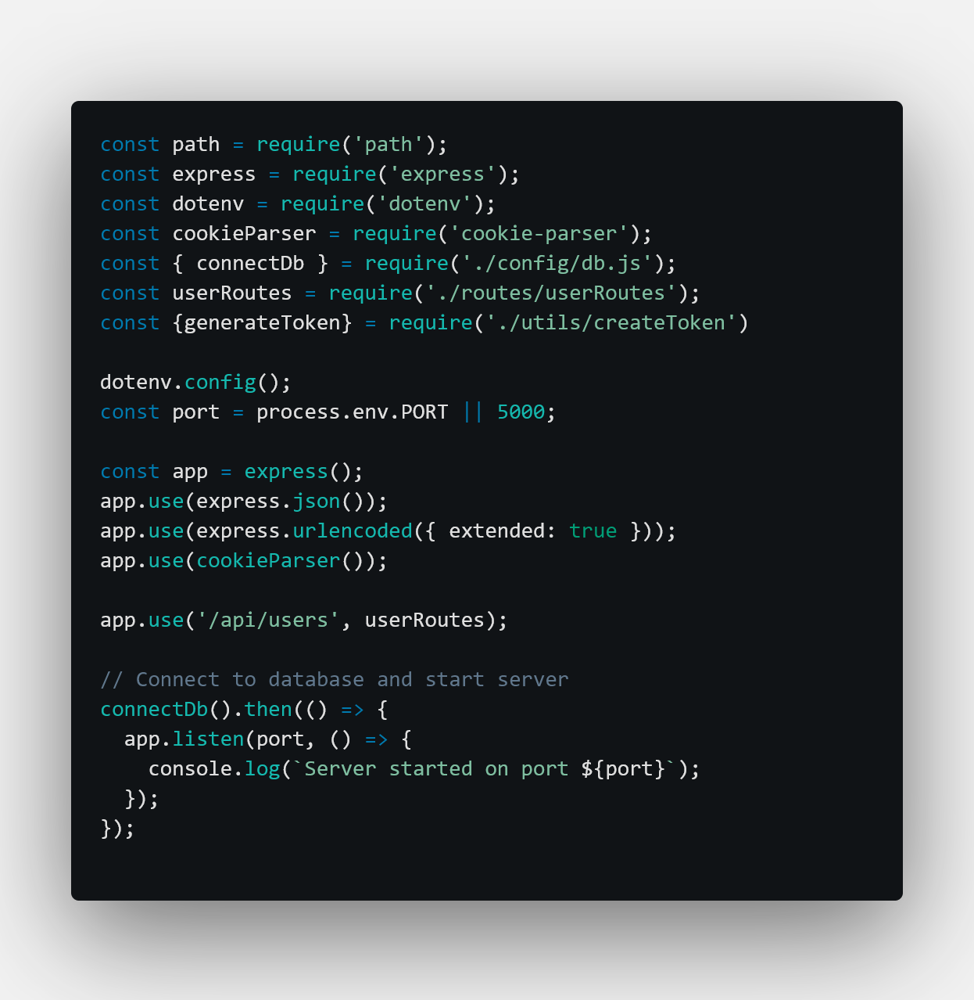 const path = require('path');
const express = require('express');
const dotenv = require('dotenv');
const cookieParser = require('cookie-parser');
const { connectDb } = require('./config/db.js');
const userRoutes = require('./routes/userRoutes');
const {generateToken} = require('./utils/createToken')

dotenv.config();
const port = process.env.PORT || 5000;

const app = express();
app.use(express.json());
app.use(express.urlencoded({ extended: true }));
app.use(cookieParser());

app.use('/api/users', userRoutes);

// Connect to database and start server
connectDb().then(() => {
  app.listen(port, () => {
    console.log(`Server started on port ${port}`);
  });
});